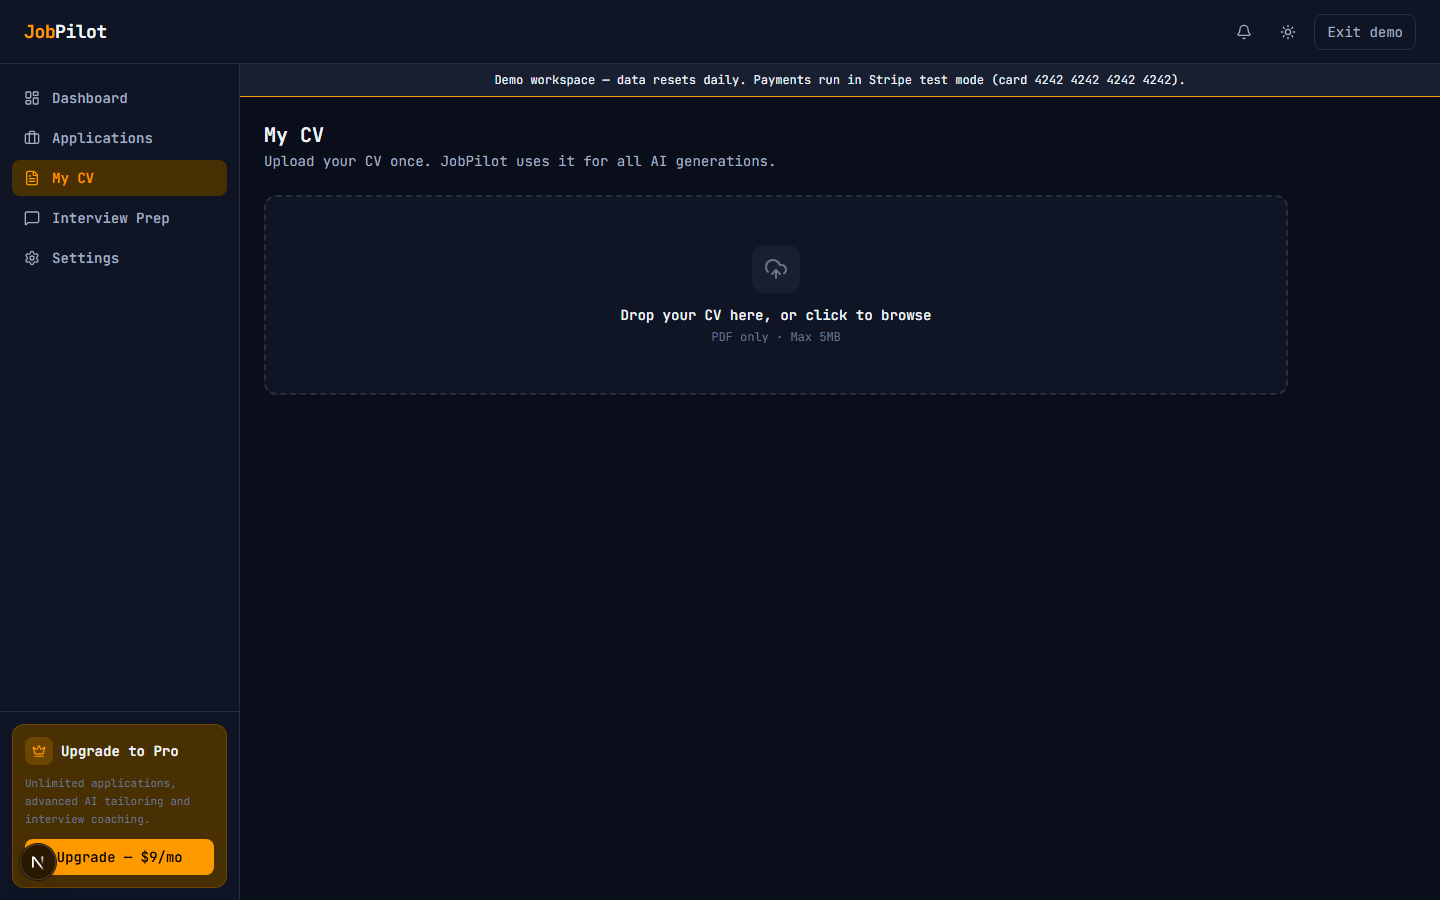 JobPilot
Exit demo
Dashboard
Applications
My CV
Interview Prep
Settings
Demo workspace — data resets daily. Payments run in Stripe test mode (card 4242 4242 4242 4242).
My CV
Upload your CV once. JobPilot uses it for all AI generations.
Drop your CV here, or click to browse
PDF only · Max 5MB
Upgrade to Pro
Unlimited applications,
advanced AI tailoring and
interview coaching.
Upgrade — $9/mo
N